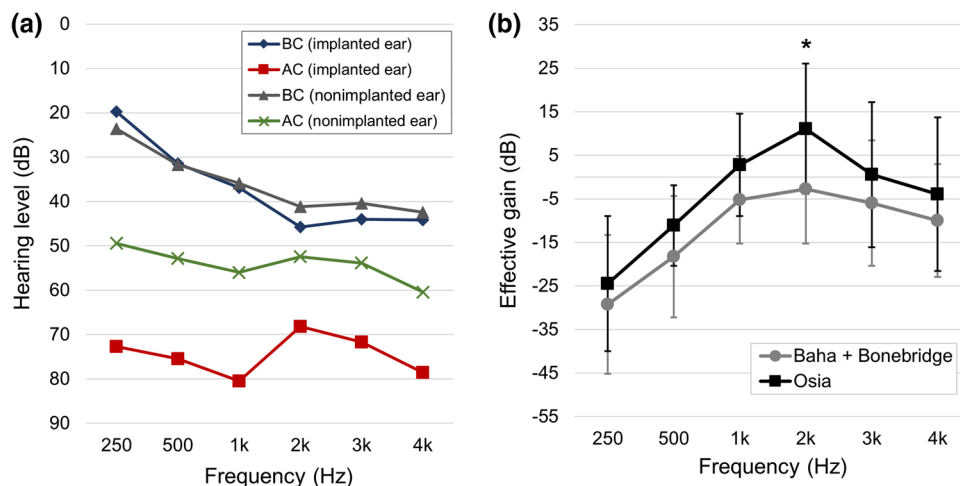 (a)
Hearing level (dB)
0
10
20
30
40
50
60
70
80
90
BC (implanted ear)
AC (implanted ear)
BC (nonimplanted ear)
AC (nonimplanted ear)
250 500 1k 2k 3k 4k
Frequency (Hz)
(b)
Effective gain (dB)
35
25
15
5
-5
-15
-25
-35
-45
-55
*
Baha + Bonebridge
Osia
250 500 1k 2k 3k 4k
Frequency (Hz)